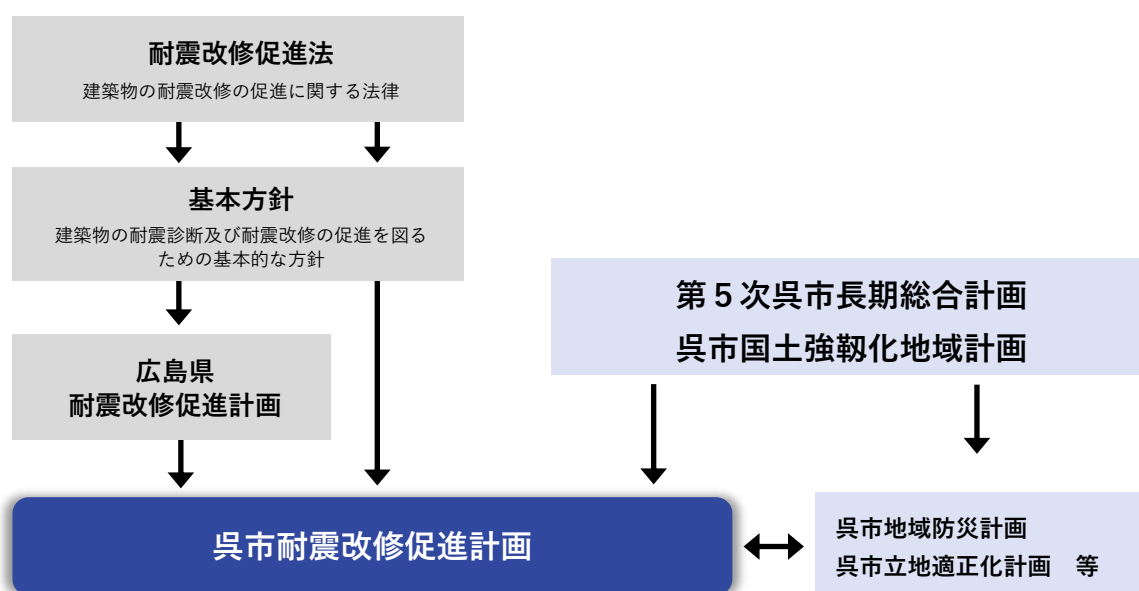 耐震改修促進法
建築物の耐震改修の促進に関する法律
基本方針
建築物の耐震診断及び耐震改修の促進を図る
ための基本的な方針
広島県
耐震改修促進計画
第５次呉市長期総合計画
呉市国土強靱化地域計画
呉市耐震改修促進計画
呉市地域防災計画
呉市立地適正化計画　等